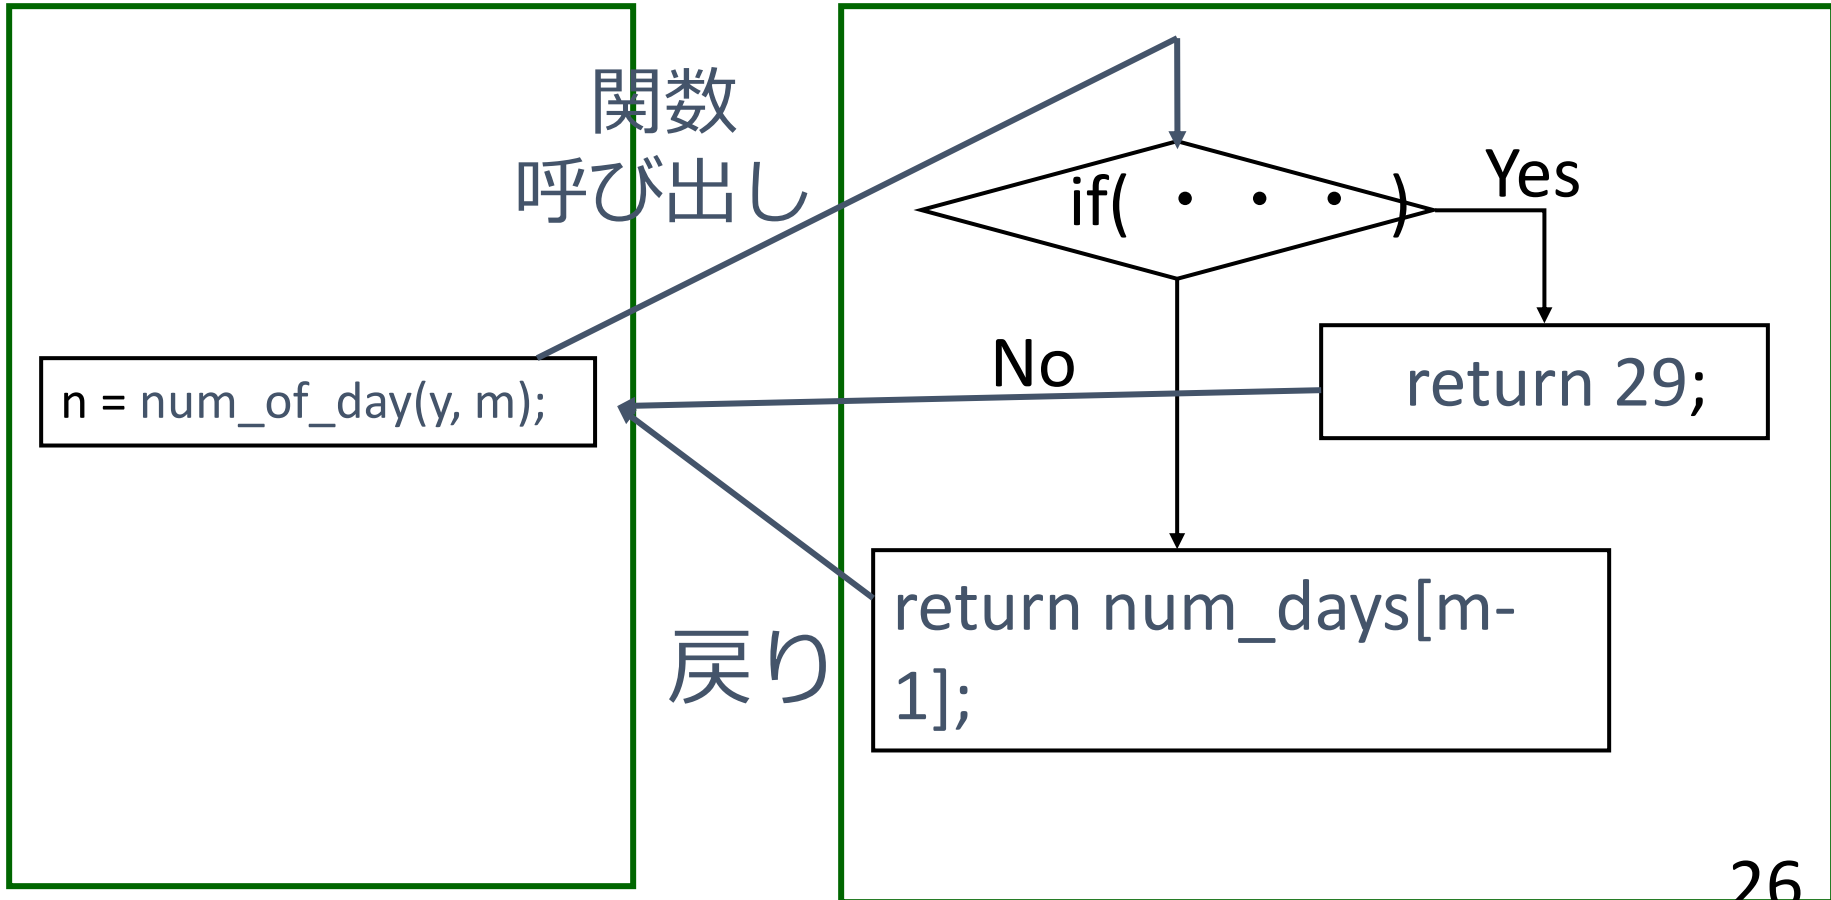 関数
呼び出し
if( ・ ・ ・ )
Yes
No
n = num_of_day(y, m);
return 29;
return num_days[m-
1];
戻り
26